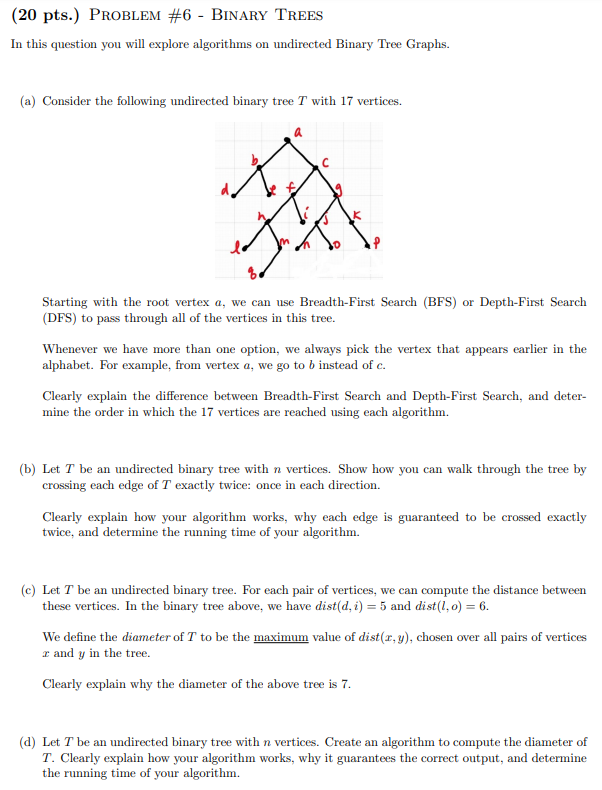 (20 pts.) PROBLEM #6 - BINARY TREES
In this question you will explore algorithms on undirected Binary Tree Graphs.
(a) Consider the following undirected binary tree T with 17 vertices.
a
b
c
d
e
f
g
h
i
j
k
l
m
n
o
p
q
Starting with the root vertex a, we can use Breadth-First Search (BFS) or Depth-First Search
(DFS) to pass through all of the vertices in this tree.
Whenever we have more than one option, we always pick the vertex that appears earlier in the
alphabet. For example, from vertex a, we go to b instead of c.
Clearly explain the difference between Breadth-First Search and Depth-First Search, and deter-
mine the order in which the 17 vertices are reached using each algorithm.
(b) Let T be an undirected binary tree with n vertices. Show how you can walk through the tree by
crossing each edge of T exactly twice: once in each direction.
Clearly explain how your algorithm works, why each edge is guaranteed to be crossed exactly
twice, and determine the running time of your algorithm.
(c) Let T be an undirected binary tree. For each pair of vertices, we can compute the distance between
these vertices. In the binary tree above, we have dist(d, i) = 5 and dist(l, o) = 6.
We define the diameter of T to be the maximum value of dist(x, y), chosen over all pairs of vertices
x and y in the tree.
Clearly explain why the diameter of the above tree is 7.
(d) Let T be an undirected binary tree with n vertices. Create an algorithm to compute the diameter of
T. Clearly explain how your algorithm works, why it guarantees the correct output, and determine
the running time of your algorithm.